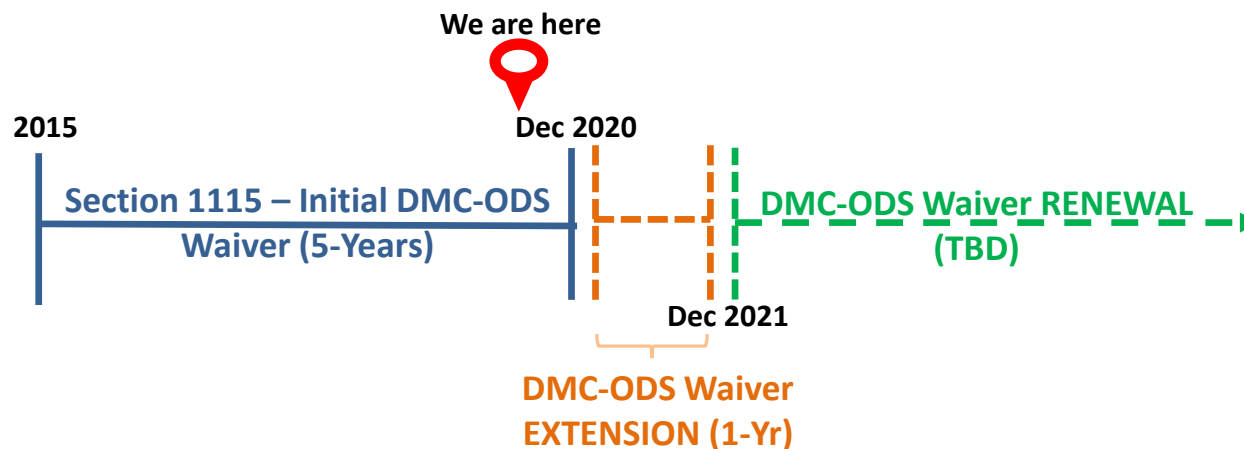 We are here
2015
Dec 2020
Section 1115 – Initial DMC-ODS
Waiver (5-Years)
DMC-ODS Waiver RENEWAL
(TBD)
Dec 2021
DMC-ODS Waiver
EXTENSION (1-Yr)